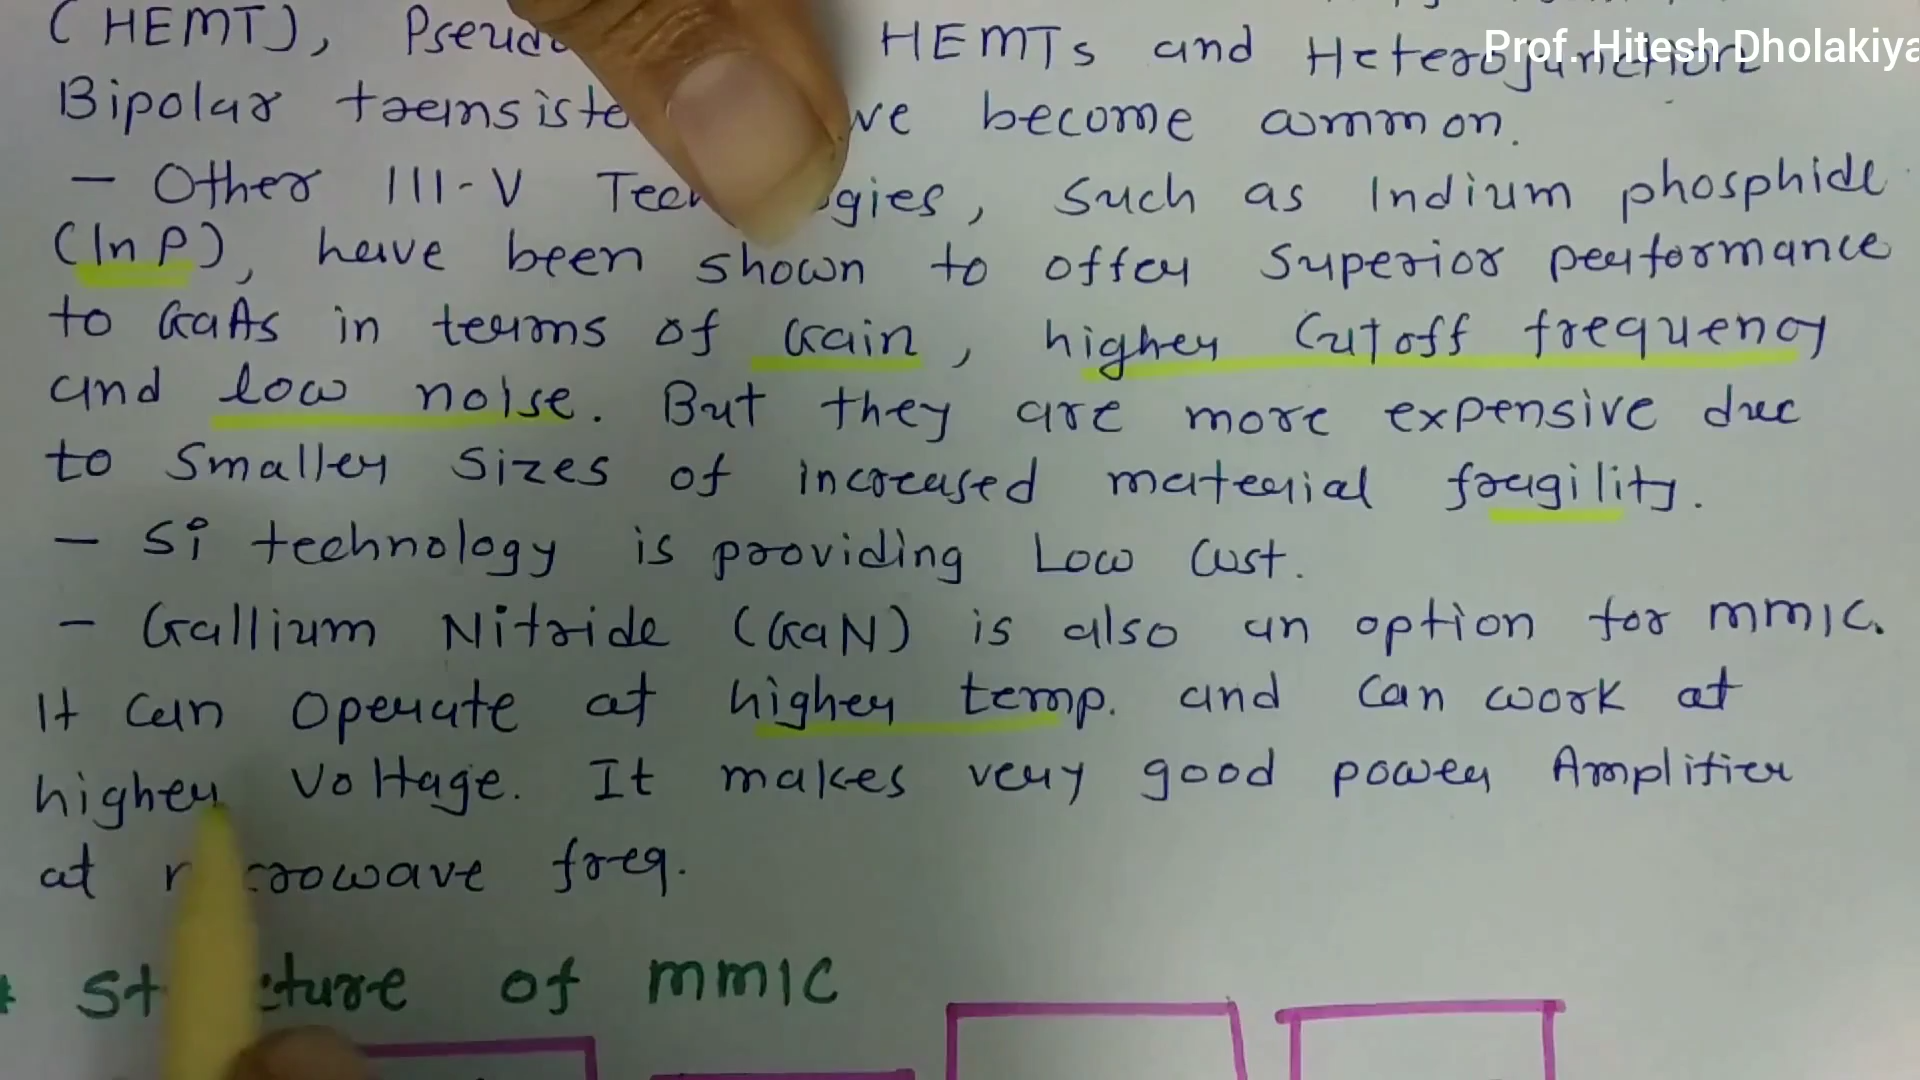 (HEMT), HEMTs and Heterojunction
Prof. Hitesh Dholakiya
Bipolar become common.
- Other III-V such as Indium phosphide
(InP), have been shown to offer superior performance
to GaAs in terms of Gain, higher cutoff frequency
and low noise. But they are more expensive due
to smaller sizes of increased material fragility.
- Si technology is providing Low Cost.
- Gallium Nitride (GaN) is also an option for MMIC.
It can operate at higher temp. and can work at
higher Voltage. It makes very good power Amplifier
at freq.
* of MMIC